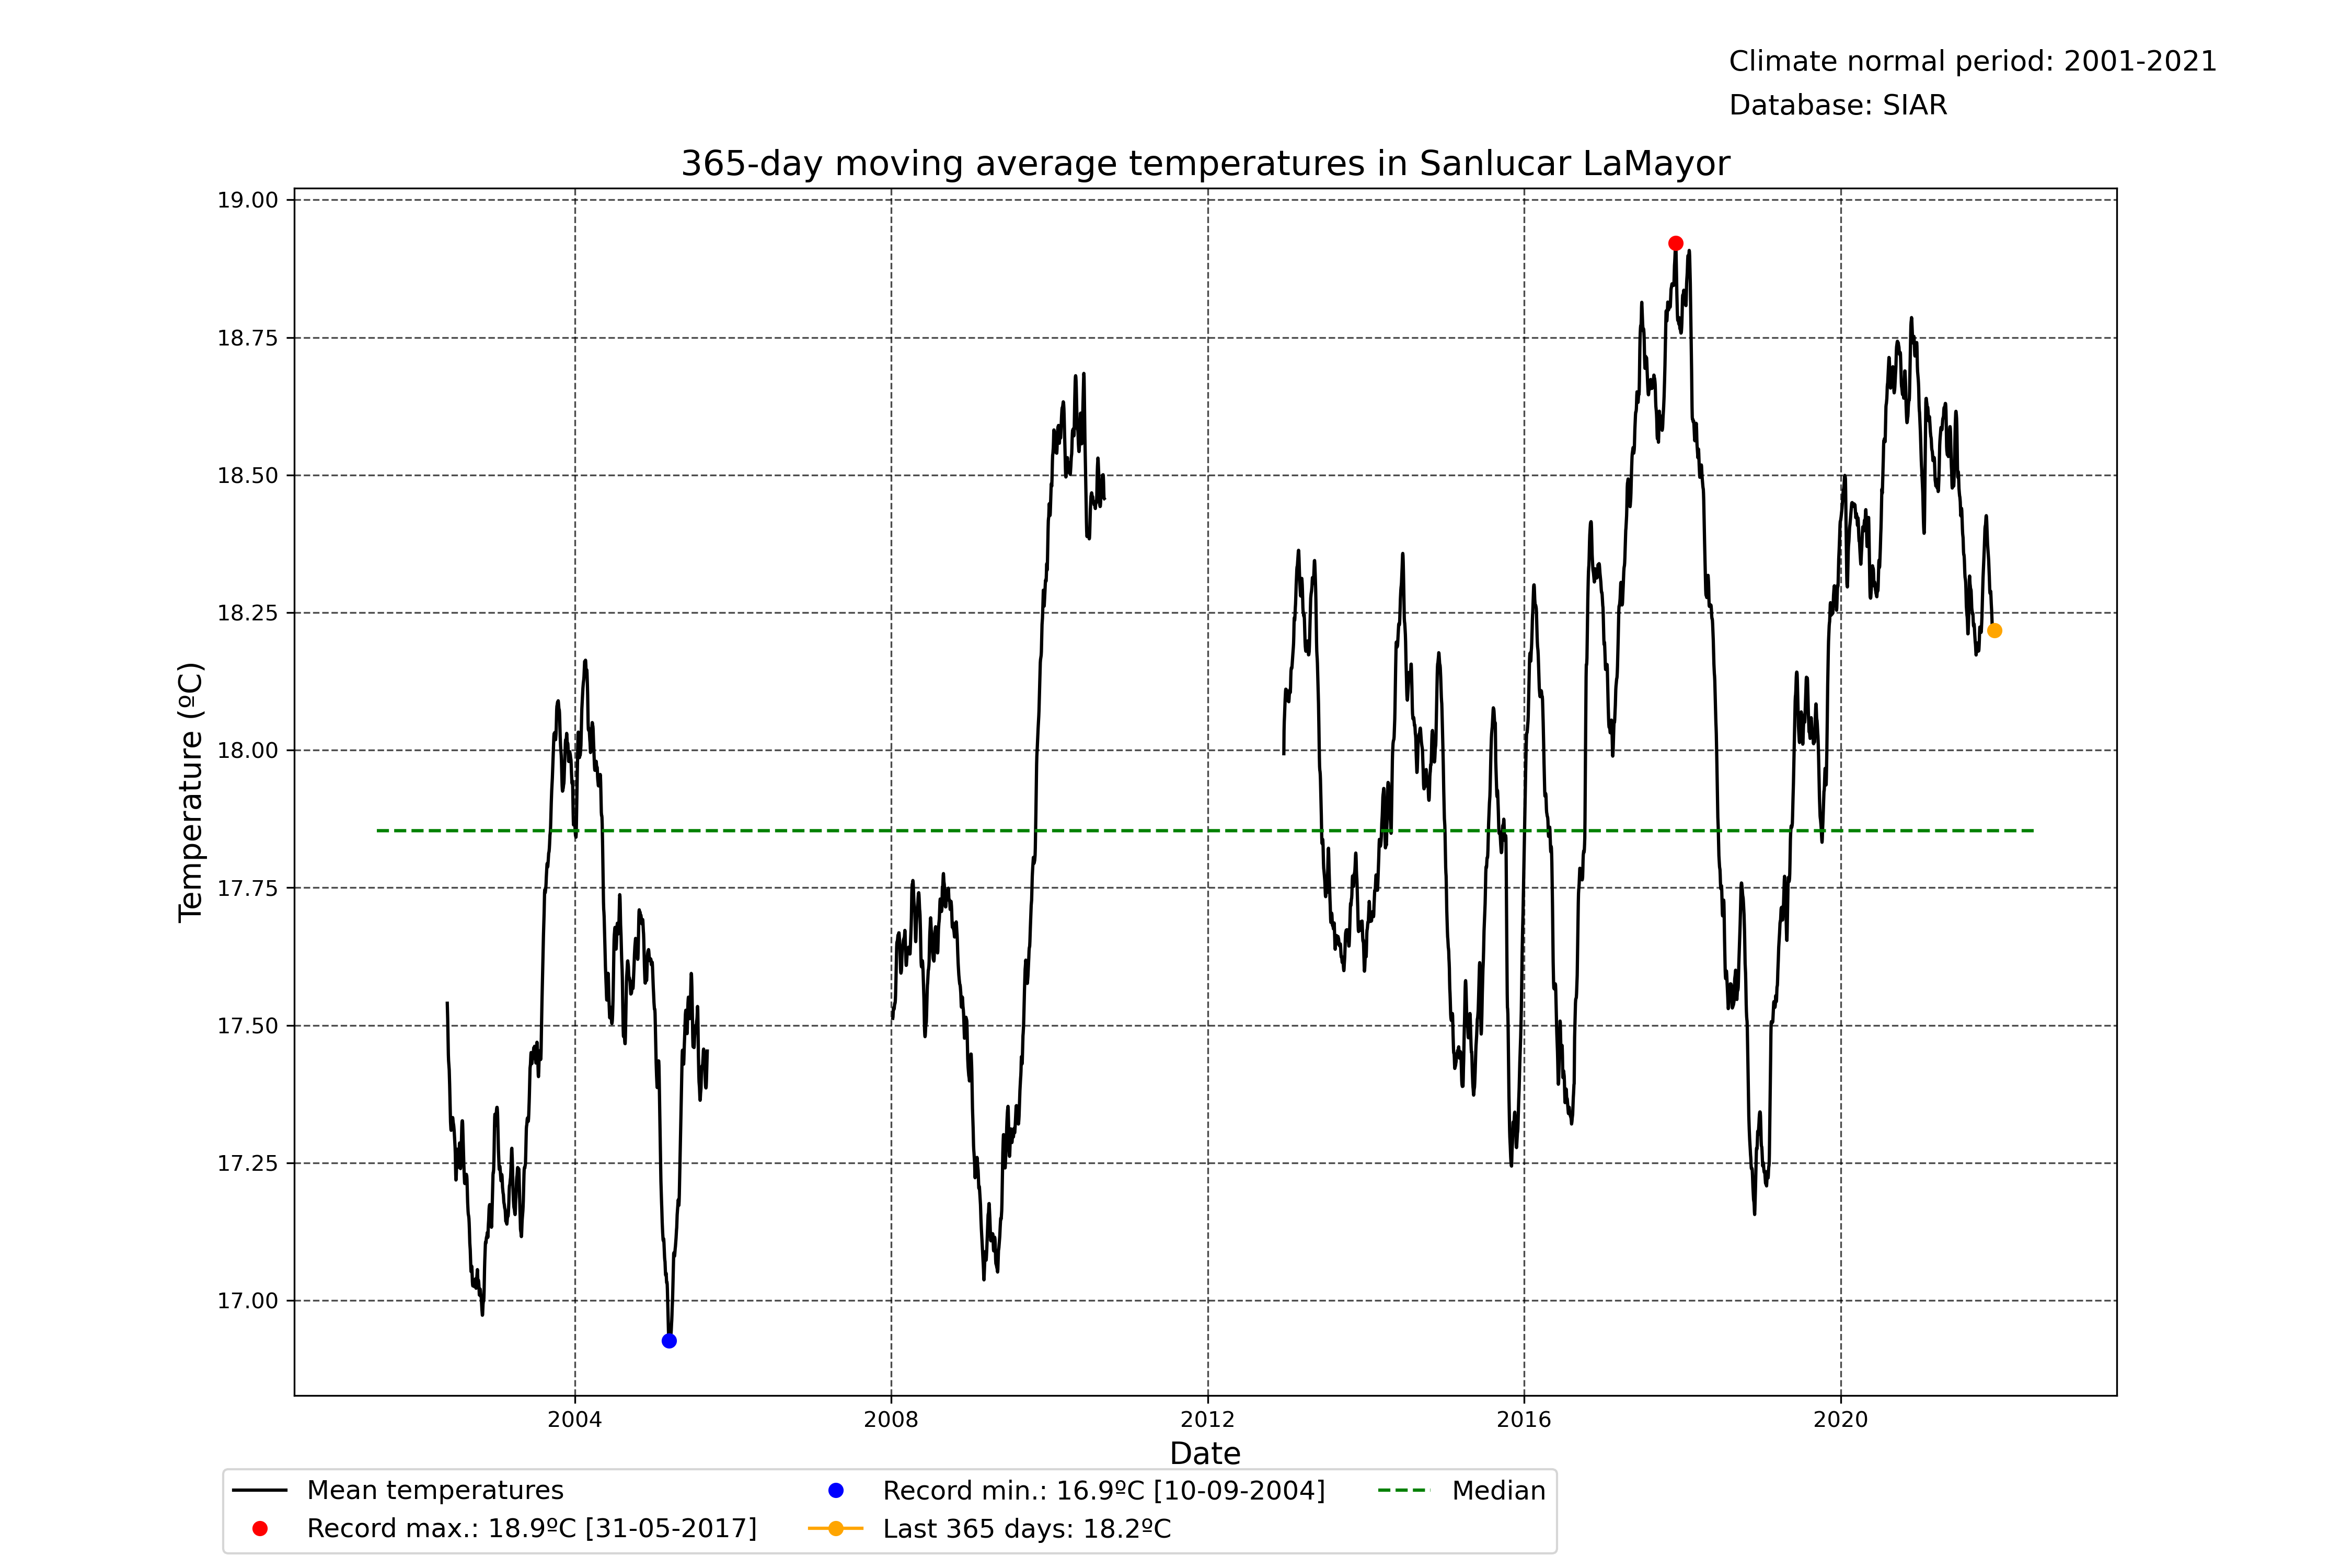 Climate normal period: 2001-2021
Database: SIAR
365-day moving average temperatures in Sanlucar LaMayor
19.00
18.75
18.50
18.25
18.00
17.75
17.50
17.25
17.00
Temperature (ºC)
2004 2008 2012 2016 2020
Date
Mean temperatures
Record max.: 18.9ºC [31-05-2017]
Record min.: 16.9ºC [10-09-2004]
Last 365 days: 18.2ºC
Median